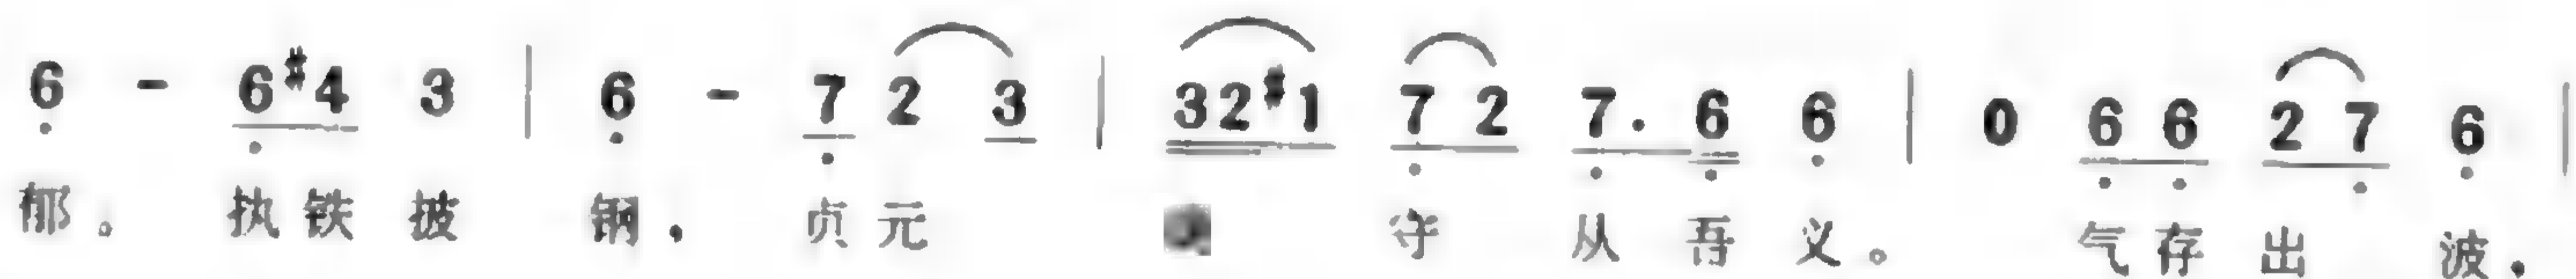 6 - 6 #4 3 | 6 - 7 2 3 | 3 2 #1 7 2 7. 6 6 | 0 6 6 2 7 6 |
郁。 执 铁 披 钢, 贞 元 守 从 吾 义。 气 存 出 波,